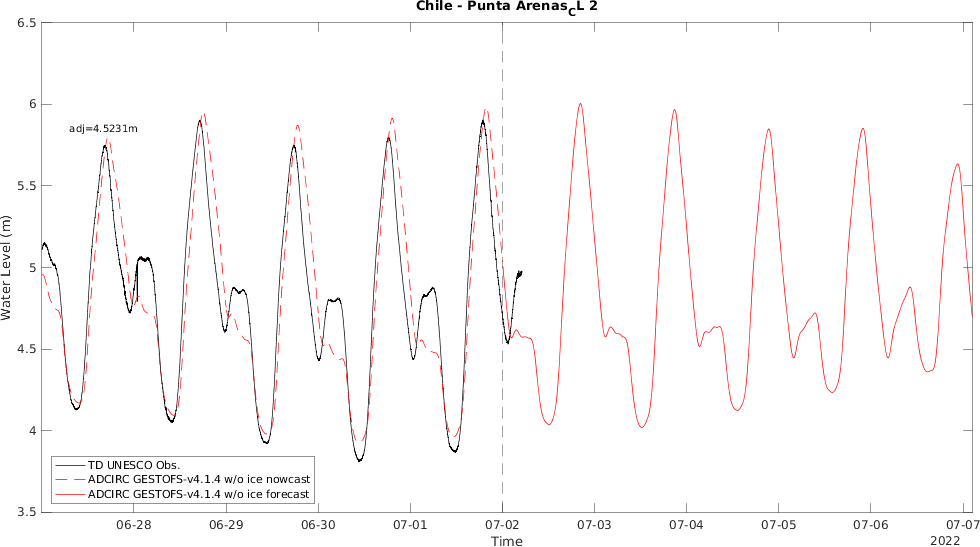 Chile - Punta Arenas_CL 2
6.5
6
5.5
5
4.5
4
3.5
Water Level (m)
adj=4.5231m
TD UNESCO Obs.
ADCIRC GESTOFS-v4.1.4 w/o ice nowcast
ADCIRC GESTOFS-v4.1.4 w/o ice forecast
06-28 06-29 06-30 07-01 07-02 07-03 07-04 07-05 07-06 07-07
Time
2022